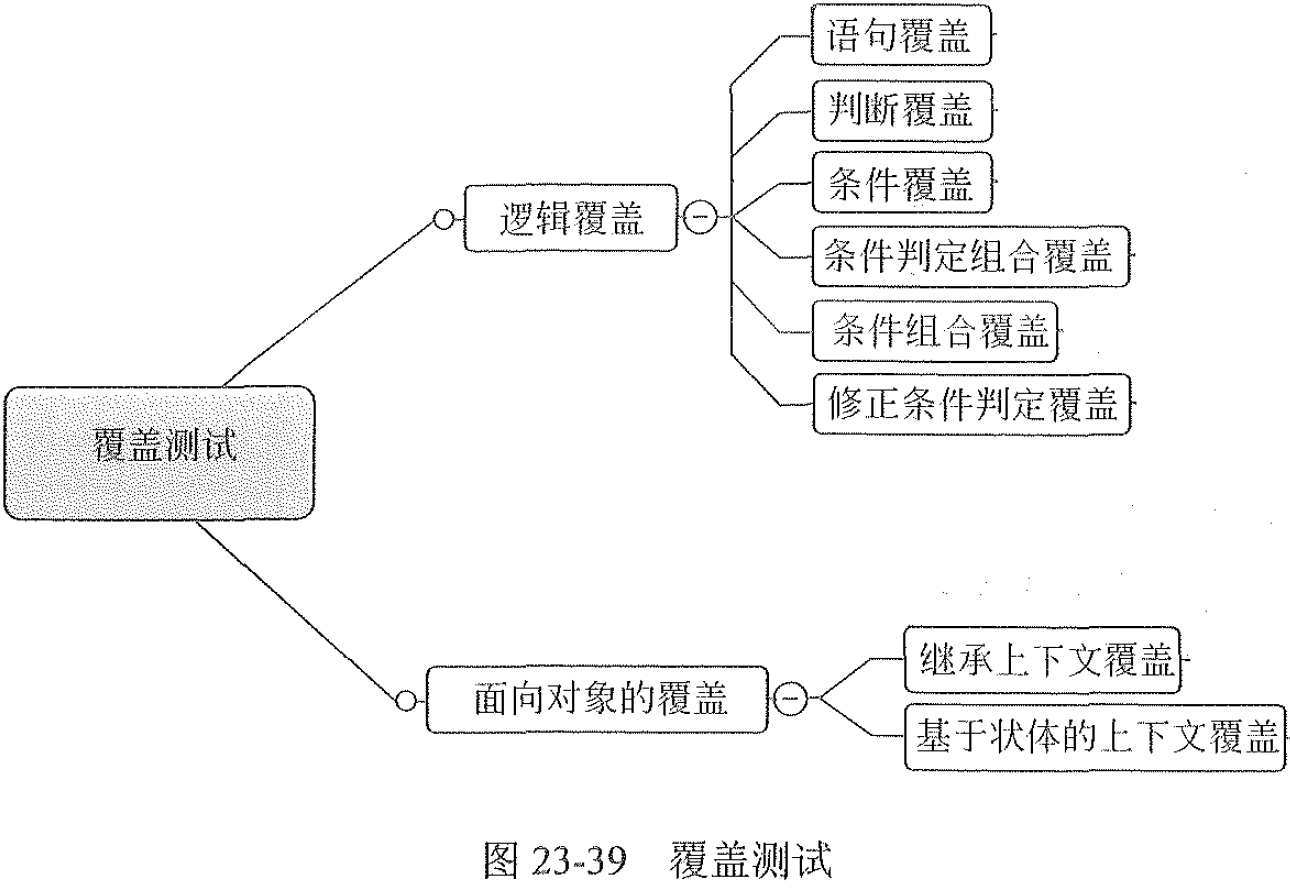 语句覆盖
判断覆盖
条件覆盖
逻辑覆盖
条件判定组合覆盖
条件组合覆盖
修正条件判定覆盖
覆盖测试
继承上下文覆盖
面向对象的覆盖
基于状体的上下文覆盖
图 23-39 覆盖测试